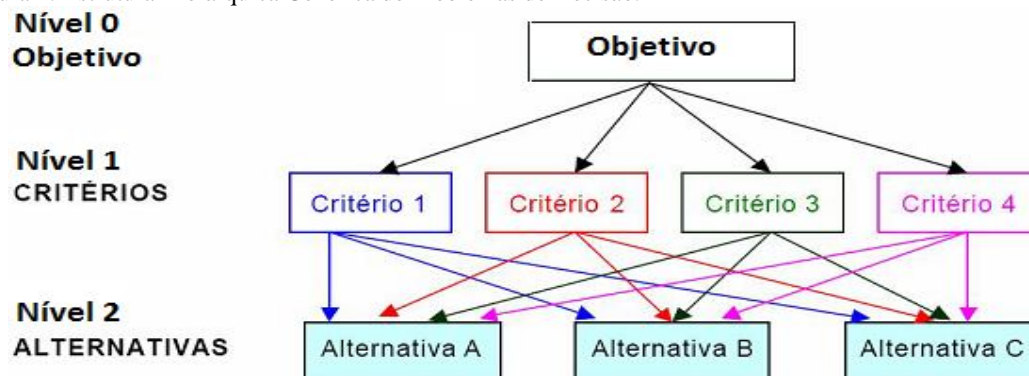 Nível 0
Objetivo
Objetivo
Nível 1
CRITÉRIOS
Critério 1
Critério 2
Critério 3
Critério 4
Nível 2
ALTERNATIVAS
Alternativa A
Alternativa B
Alternativa C